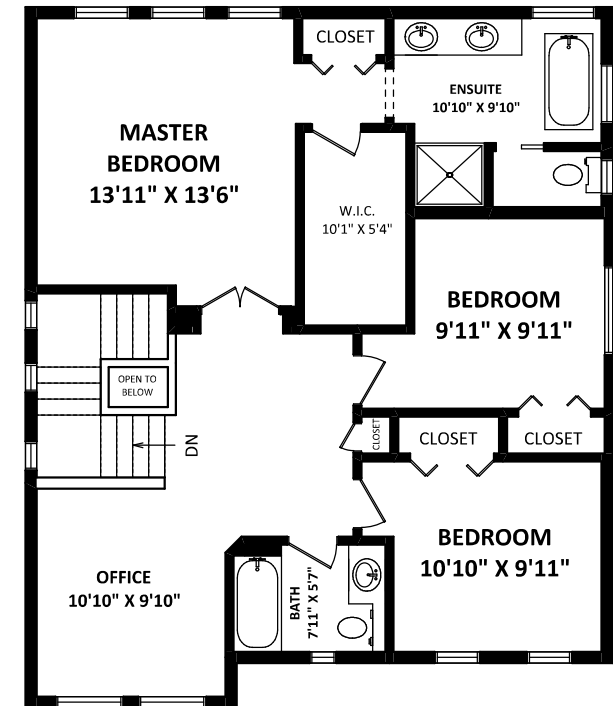 CLOSET
ENSUITE
10'10" X 9'10"
MASTER
BEDROOM
13'11" X 13'6"
W.I.C.
10'1" X 5'4"
BEDROOM
9'11" X 9'11"
OPEN TO
BELOW
DN
CLOSET
CLOSET
CLOSET
BEDROOM
10'10" X 9'11"
OFFICE
10'10" X 9'10"
BATH
7'11" X 5'7"